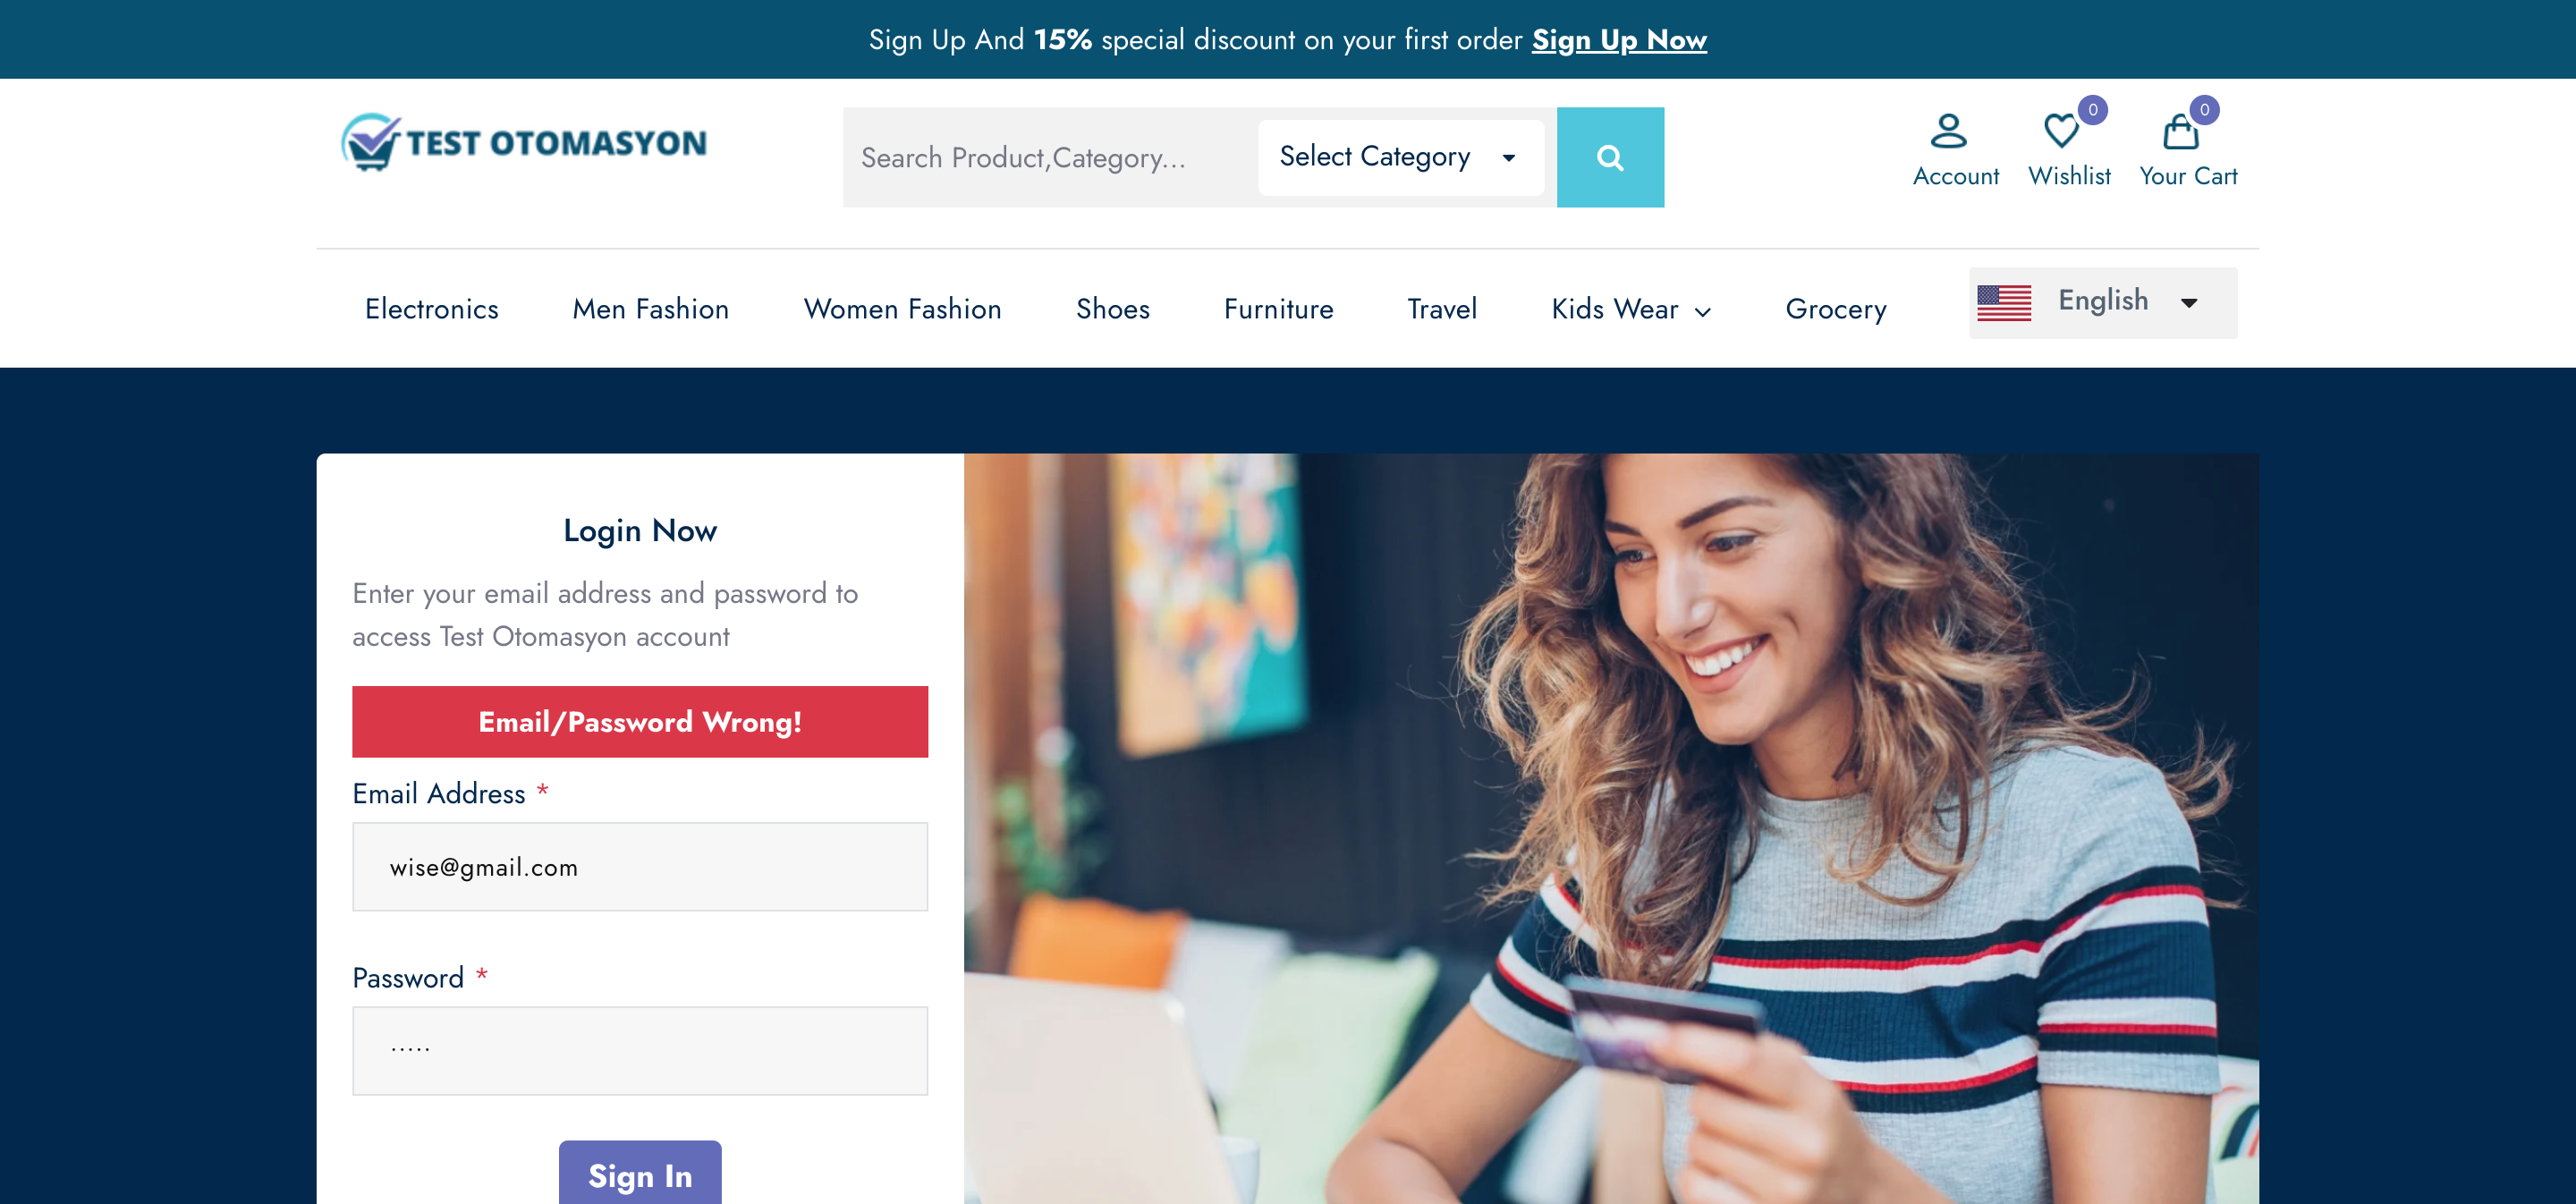 Sign Up And 15% special discount on your first order Sign Up Now
TEST OTOMASYON
Search Product,Category...
Select Category
0
0
Account
Wishlist
Your Cart
Electronics
Men Fashion
Women Fashion
Shoes
Furniture
Travel
Kids Wear
Grocery
English
Login Now
Enter your email address and password to
access Test Otomasyon account
Email/Password Wrong!
Email Address *
wise@gmail.com
Password *
.....
Sign In